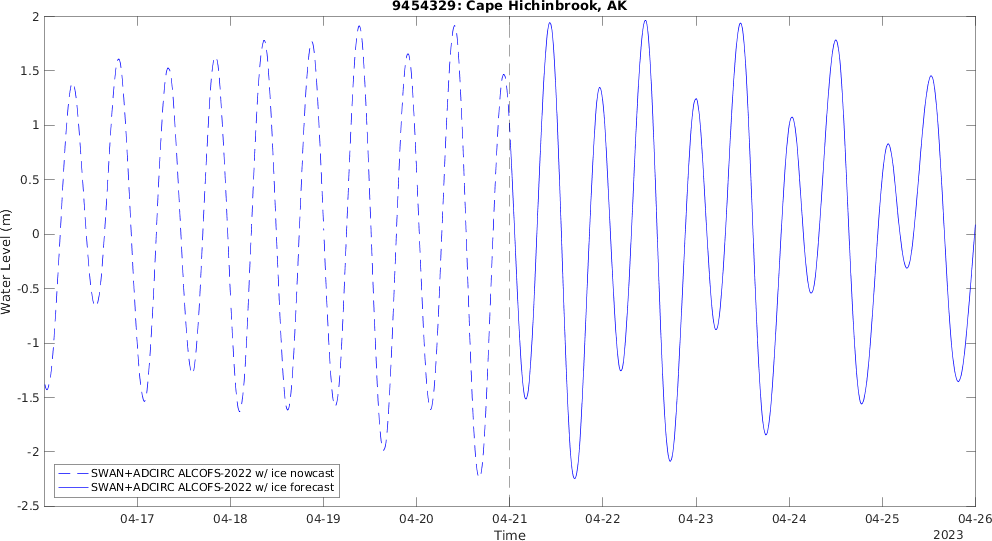 9454329: Cape Hichinbrook, AK
2
1.5
1
0.5
0
-0.5
-1
-1.5
-2
-2.5
Water Level (m)
SWAN+ADCIRC ALCOFS-2022 w/ ice nowcast
SWAN+ADCIRC ALCOFS-2022 w/ ice forecast
04-17 04-18 04-19 04-20 04-21 04-22 04-23 04-24 04-25 04-26
Time
2023